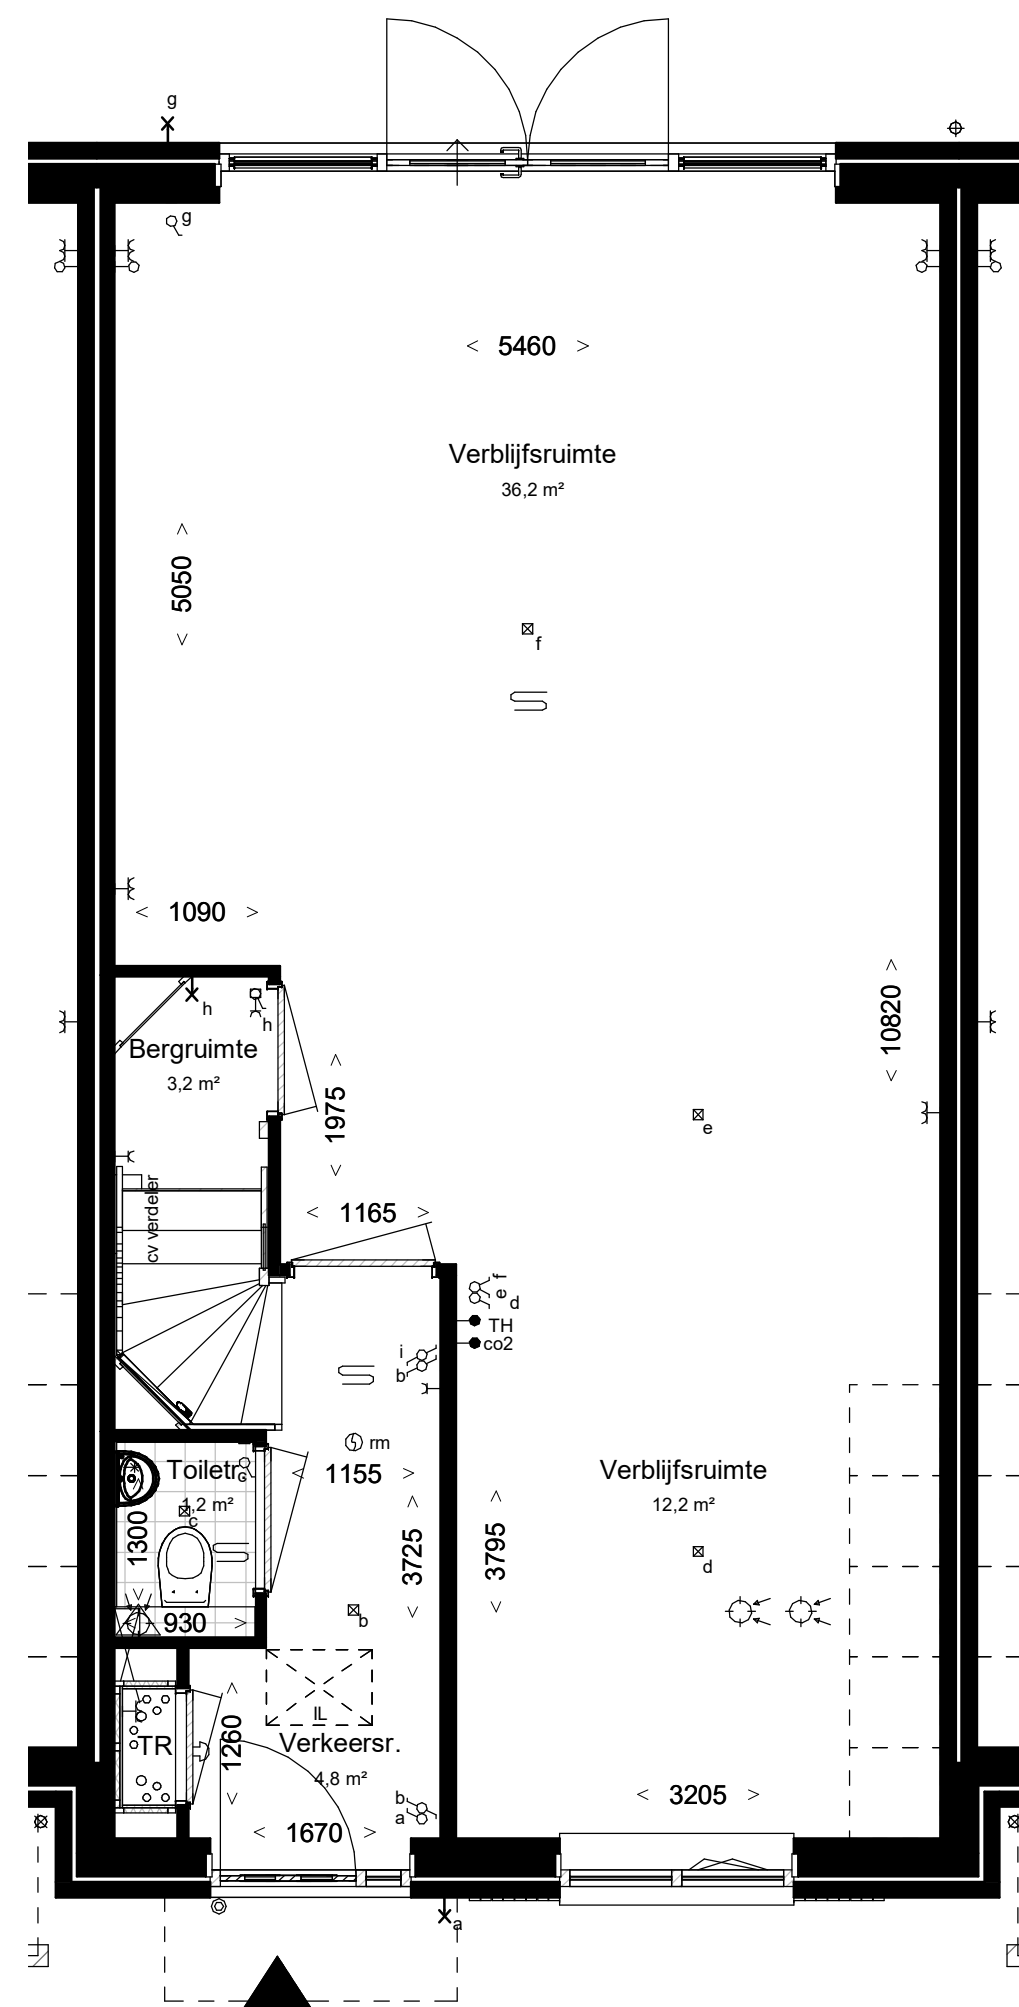 g
g
< 5460 >
Verblijfsruimte
36,2 m²
< 5050 >
f
< 1090 >
h
h
Bergruimte
3,2 m²
< 10820 >
< 1975 >
e
cv verdeler
< 1165 >
f
e
d
TH
co2
i
b
rm
Toiletr.
1,2 m²
c
c
< 1155 >
Verblijfsruimte
12,2 m²
< 1300 >
< 3725 >
< 3795 >
d
< 930 >
b
IL
TR
< 1260 >
Verkeersr.
4,8 m²
< 3205 >
b
a
< 1670 >
a